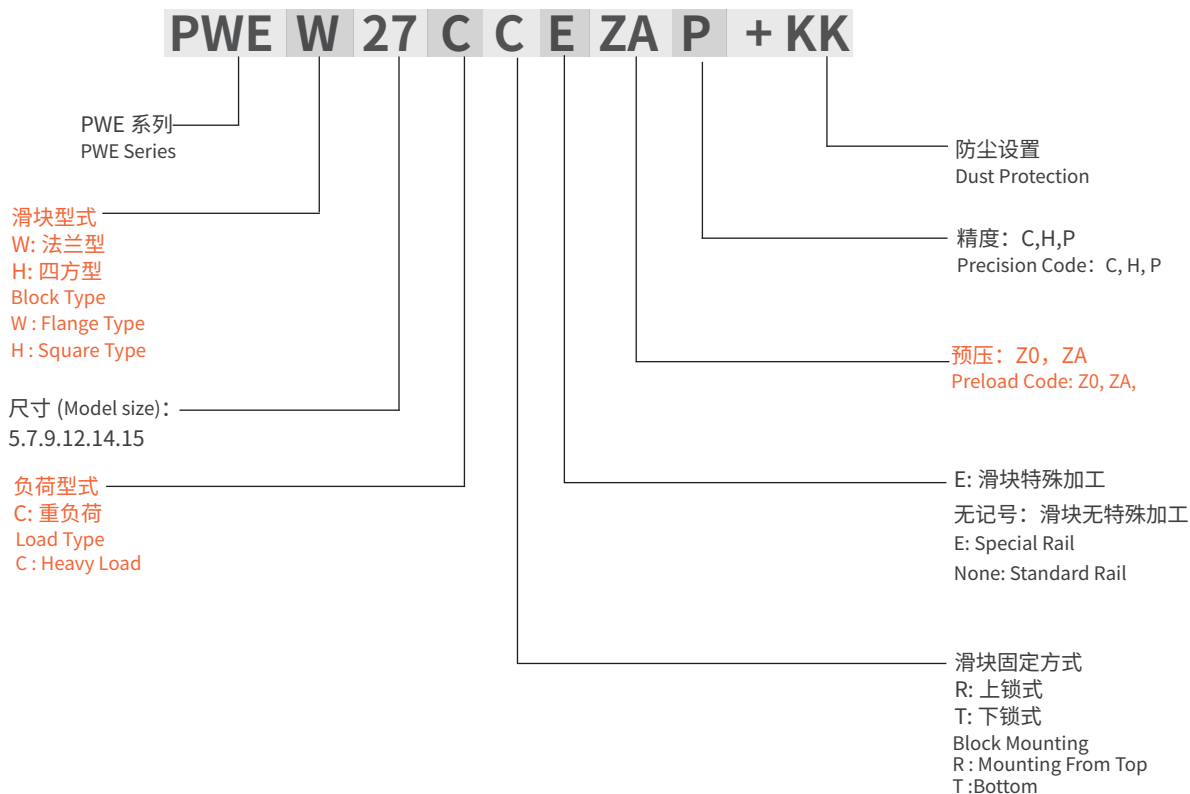 PWE W 27 C C E ZA P + KK
PWE 系列
PWE Series
滑块型式
W: 法兰型
H: 四方型
Block Type
W : Flange Type
H : Square Type
尺寸 (Model size)：
5.7.9.12.14.15
负荷型式
C: 重负荷
Load Type
C : Heavy Load
防尘设置
Dust Protection
精度：C,H,P
Precision Code：C, H, P
预压：Z0，ZA
Preload Code: Z0, ZA,
E: 滑块特殊加工
无记号：滑块无特殊加工
E: Special Rail
None: Standard Rail
滑块固定方式
R: 上锁式
T: 下锁式
Block Mounting
R : Mounting From Top
T :Bottom